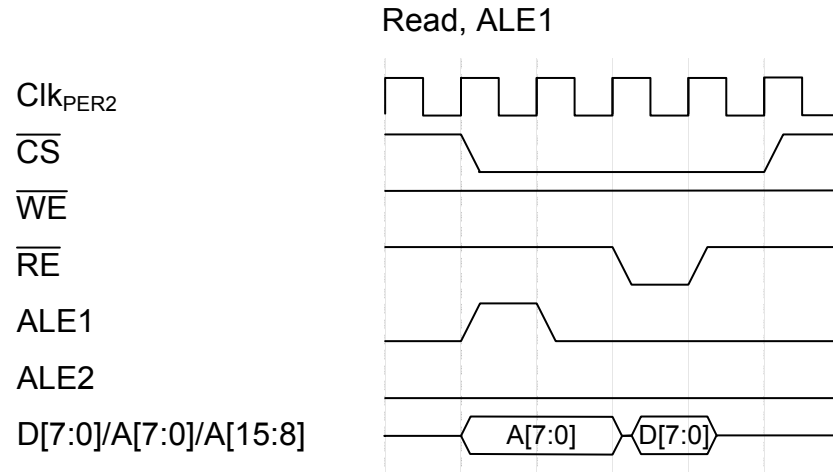 Read, ALE1
ClkPER2
CS
WE
RE
ALE1
ALE2
D[7:0]/A[7:0]/A[15:8] A[7:0] D[7:0]